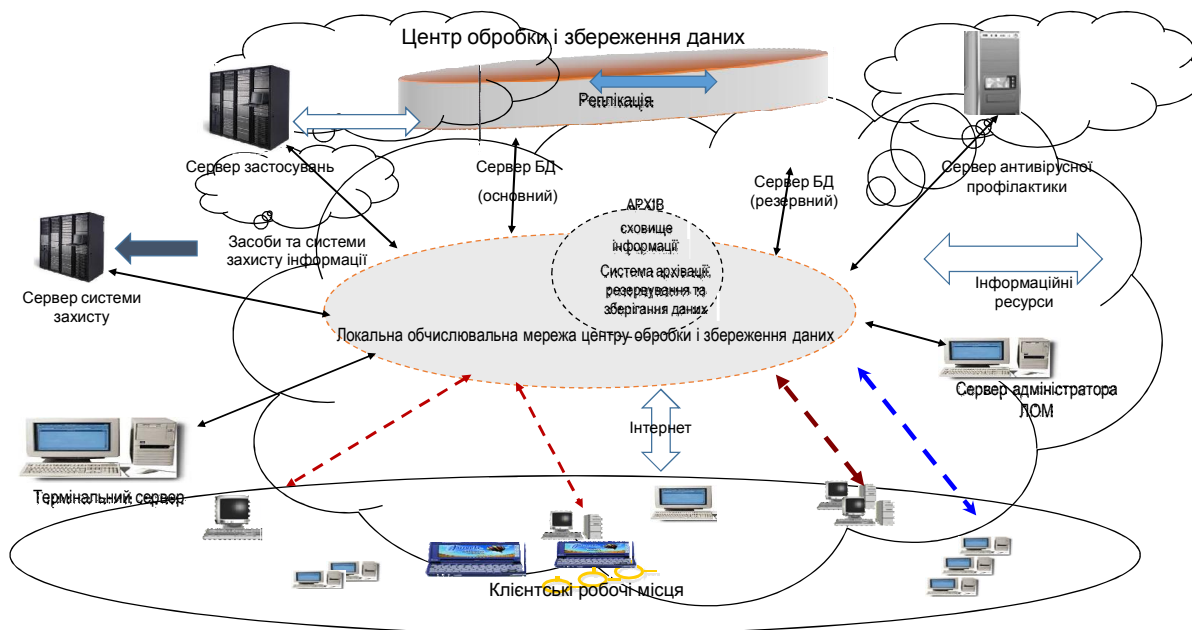 Центр обробки і збереження даних
Реплікація
Сервер застосувань
Сервер БД
(основний)
Сервер БД
(резервний)
Сервер антивірусної
профілактики
АРХІВ
сховище
інформації
Система архівації,
резервування та
зберігання даних
Засоби та системи
захисту інформації
Сервер системи
захисту
Інформаційні
ресурси
Локальна обчислювальна мережа центру обробки і збереження даних
Сервер адміністратора
ЛОМ
Інтернет
Термінальний сервер
Клієнтські робочі місця